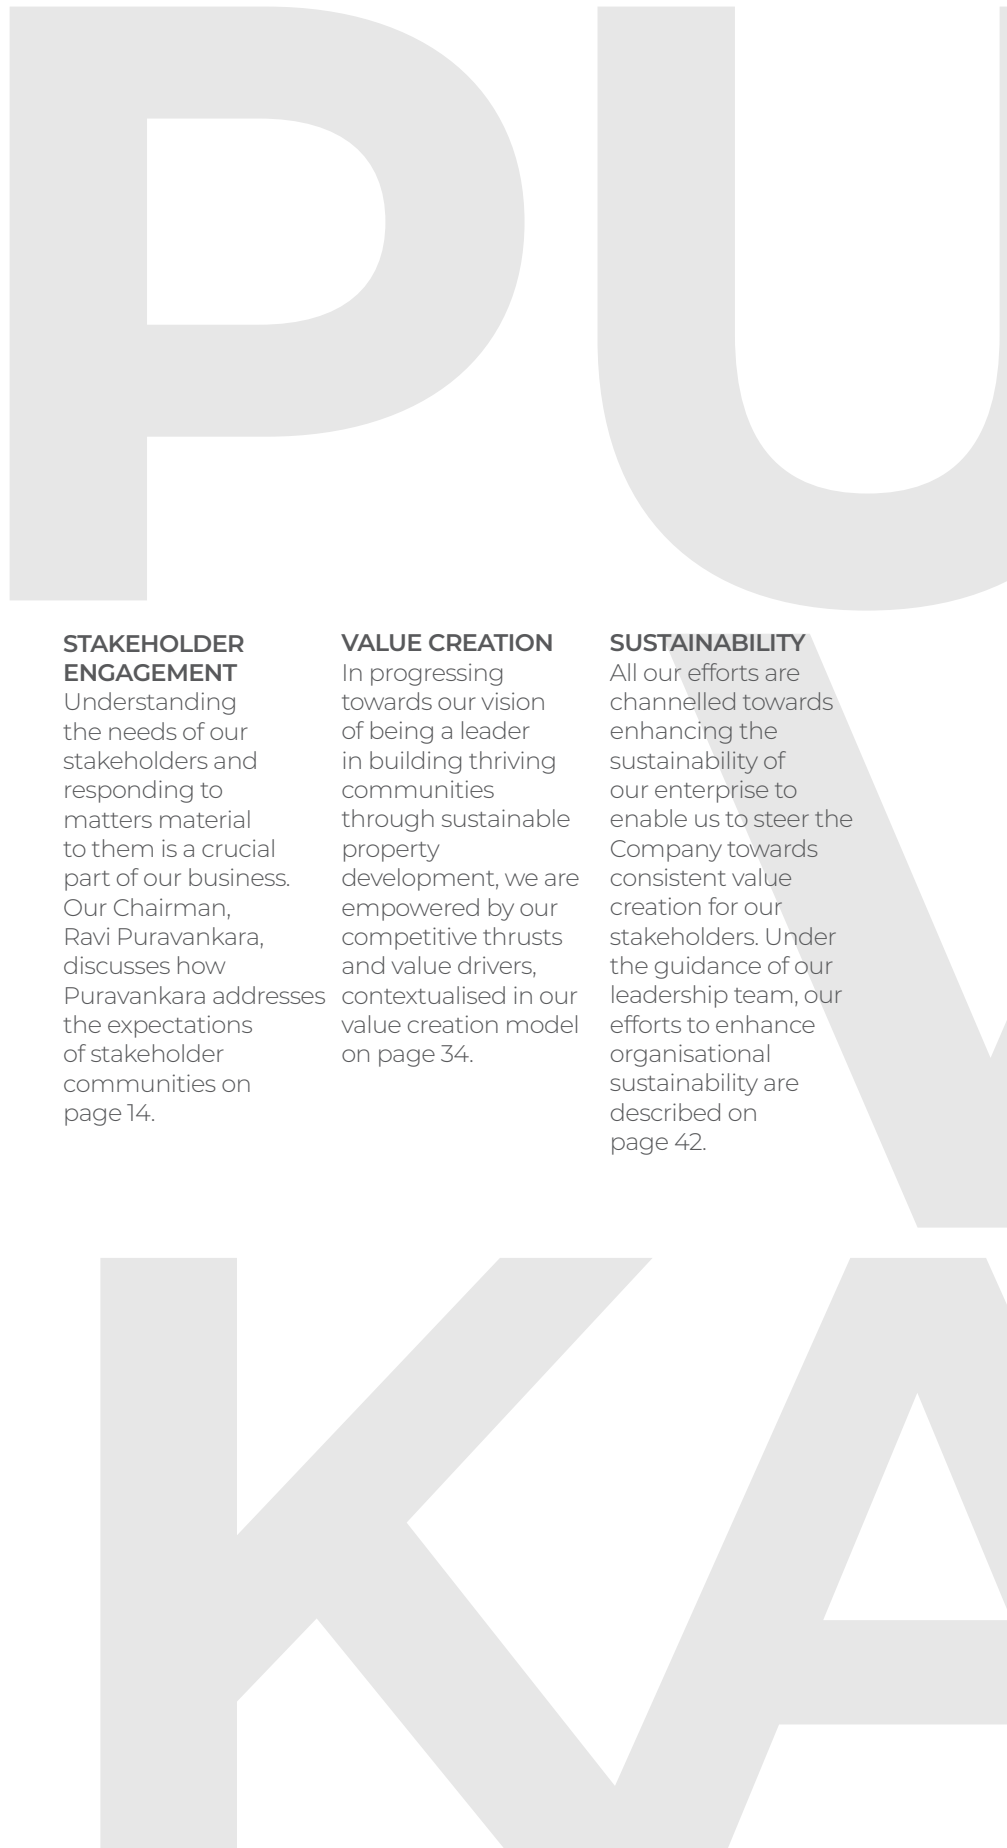 PU
STAKEHOLDER
ENGAGEMENT
Understanding
the needs of our
stakeholders and
responding to
matters material
to them is a crucial
part of our business.
Our Chairman,
Ravi Puravankara,
discusses how
Puravankara addresses
the expectations
of stakeholder
communities on
page 14.
VALUE CREATION
In progressing
towards our vision
of being a leader
in building thriving
communities
through sustainable
property
development, we are
empowered by our
competitive thrusts
and value drivers,
contextualised in our
value creation model
on page 34.
SUSTAINABILITY
All our efforts are
channelled towards
enhancing the
sustainability of
our enterprise to
enable us to steer the
Company towards
consistent value
creation for our
stakeholders. Under
the guidance of our
leadership team, our
efforts to enhance
organisational
sustainability are
described on
page 42.
V
KA